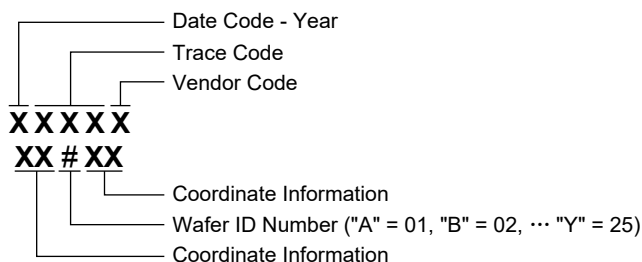 Date Code - Year
Trace Code
Vendor Code
X X X X X
XX # XX
Coordinate Information
Wafer ID Number ("A" = 01, "B" = 02, ··· "Y" = 25)
Coordinate Information